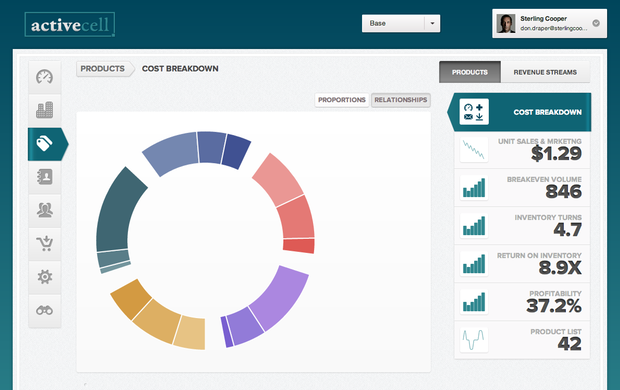 activecell
Base
Sterling Cooper
don.draper@sterlingcoo...
PRODUCTS
COST BREAKDOWN
PRODUCTS
REVENUE STREAMS
PROPORTIONS
RELATIONSHIPS
COST BREAKDOWN
UNIT SALES & MRKETNG
$1.29
BREAKEVEN VOLUME
846
INVENTORY TURNS
4.7
RETURN ON INVENTORY
8.9X
PROFITABILITY
37.2%
PRODUCT LIST
42